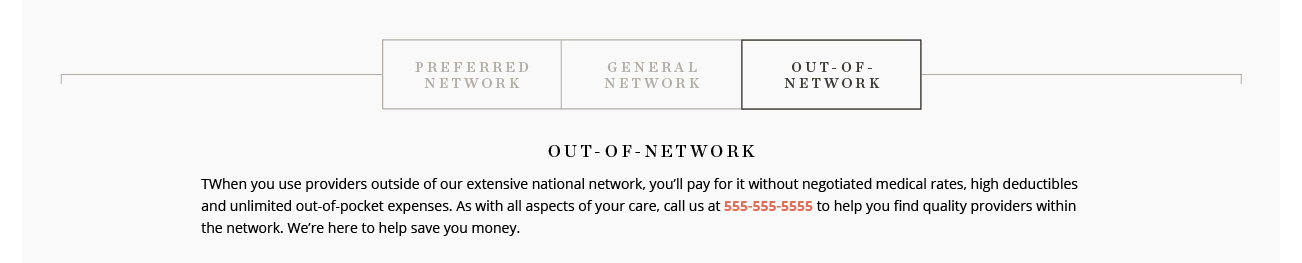 PREFERRED
NETWORK
GENERAL
NETWORK
OUT-OF-
NETWORK
OUT-OF-NETWORK
TWhen you use providers outside of our extensive national network, you’ll pay for it without negotiated medical rates, high deductibles
and unlimited out-of-pocket expenses. As with all aspects of your care, call us at 555-555-5555 to help you find quality providers within
the network. We’re here to help save you money.